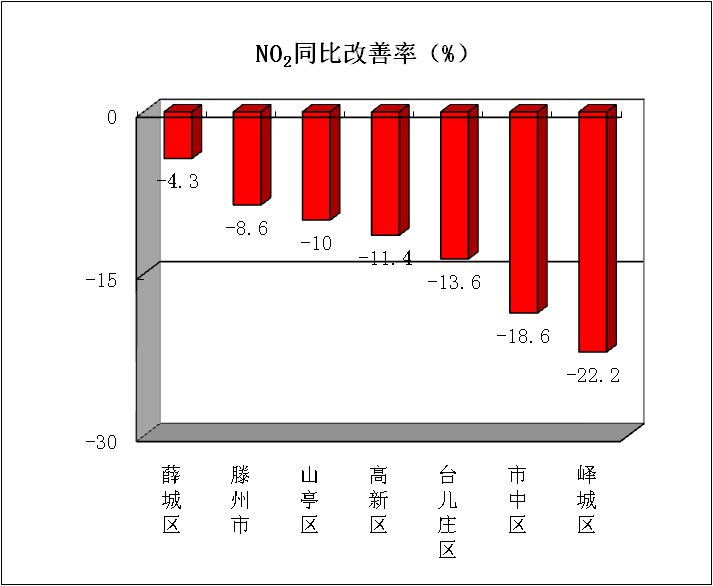 NO₂同比改善率（%）
0
-15
-30
-4.3
-8.6
-10
-11.4
-13.6
-18.6
-22.2
薛城区
滕州市
山亭区
高新区
台儿庄区
市中区
峄城区